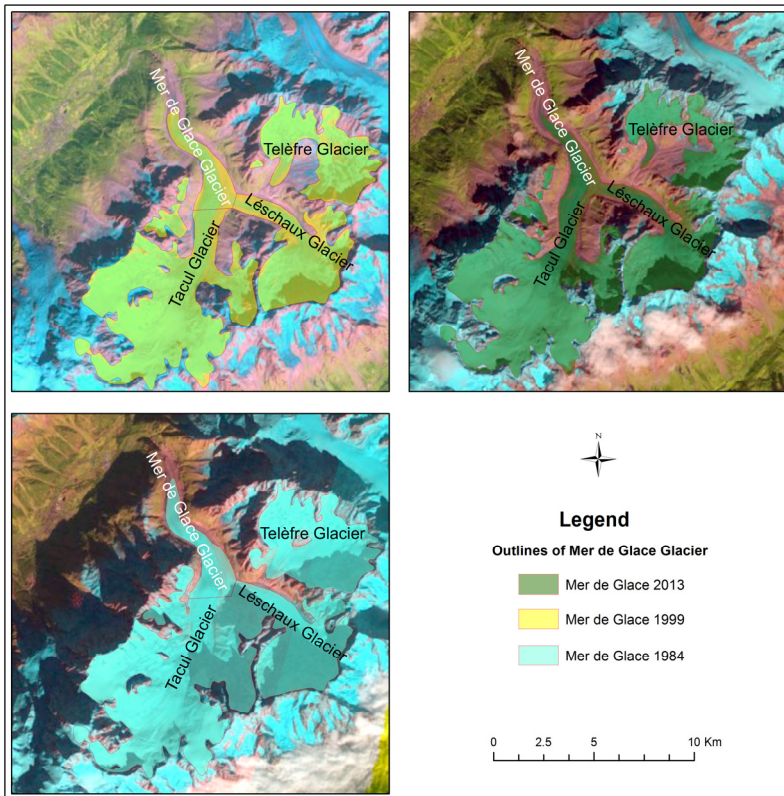 Mer de Glace Glacier
Telèfre Glacier
Léschaux Glacier
Tacul Glacier
Mer de Glace Glacier
Telèfre Glacier
Léschaux Glacier
Tacul Glacier
Mer de Glace Glacier
Telèfre Glacier
Léschaux Glacier
Tacul Glacier
N
Legend
Outlines of Mer de Glace Glacier
Mer de Glace 2013
Mer de Glace 1999
Mer de Glace 1984
0 2.5 5 10 Km